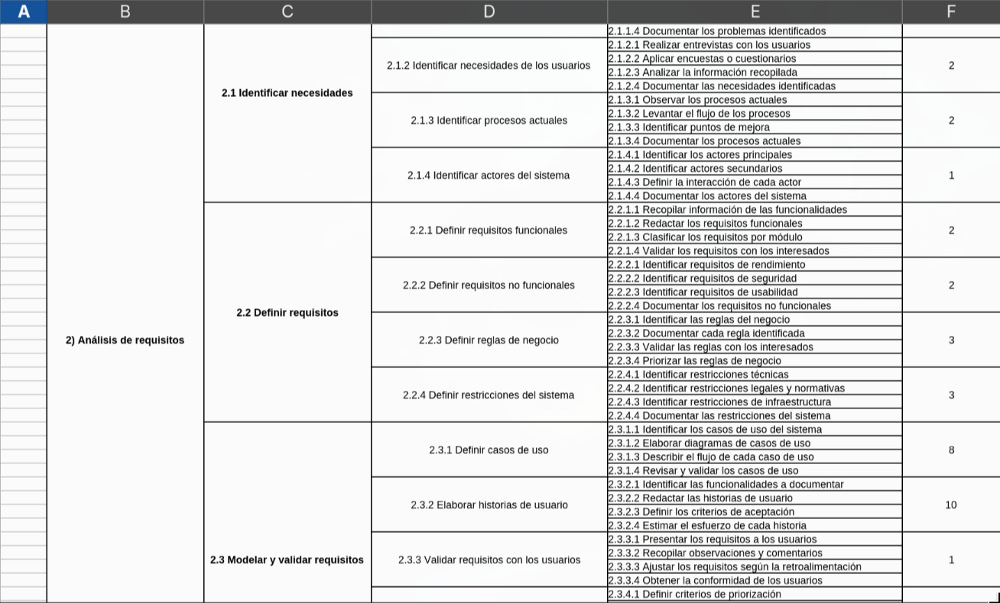 A B C D E F
2.1.1.4 Documentar los problemas identificados
2.1.2.1 Realizar entrevistas con los usuarios
2.1.2 Identificar necesidades de los usuarios 2.1.2.2 Aplicar encuestas o cuestionarios 2
2.1.2.3 Analizar la información recopilada
2.1.2.4 Documentar las necesidades identificadas
2.1 Identificar necesidades
2.1.3.1 Observar los procesos actuales
2.1.3.2 Levantar el flujo de los procesos
2.1.3 Identificar procesos actuales 2
2.1.3.3 Identificar puntos de mejora
2.1.3.4 Documentar los procesos actuales
2.1.4.1 Identificar los actores principales
2.1.4.2 Identificar actores secundarios
2.1.4 Identificar actores del sistema 1
2.1.4.3 Definir la interacción de cada actor
2.1.4.4 Documentar los actores del sistema
2.2.1.1 Recopilar información de las funcionalidades
2.2.1.2 Redactar los requisitos funcionales
2.2.1 Definir requisitos funcionales 2
2.2.1.3 Clasificar los requisitos por módulo
2.2.1.4 Validar los requisitos con los interesados
2.2.2.1 Identificar requisitos de rendimiento
2.2.2.2 Identificar requisitos de seguridad
2.2.2 Definir requisitos no funcionales 2
2.2.2.3 Identificar requisitos de usabilidad
2.2.2.4 Documentar los requisitos no funcionales
2.2 Definir requisitos
2.2.3.1 Identificar las reglas del negocio
2.2.3.2 Documentar cada regla identificada
2) Análisis de requisitos 2.2.3 Definir reglas de negocio 3
2.2.3.3 Validar las reglas con los interesados
2.2.3.4 Priorizar las reglas de negocio
2.2.4.1 Identificar restricciones técnicas
2.2.4.2 Identificar restricciones legales y normativas
2.2.4 Definir restricciones del sistema 3
2.2.4.3 Identificar restricciones de infraestructura
2.2.4.4 Documentar las restricciones del sistema
2.3.1.1 Identificar los casos de uso del sistema
2.3.1.2 Elaborar diagramas de casos de uso
2.3.1 Definir casos de uso 8
2.3.1.3 Describir el flujo de cada caso de uso
2.3.1.4 Revisar y validar los casos de uso
2.3.2.1 Identificar las funcionalidades a documentar
2.3.2.2 Redactar las historias de usuario
2.3.2 Elaborar historias de usuario 10
2.3.2.3 Definir los criterios de aceptación
2.3.2.4 Estimar el esfuerzo de cada historia
2.3.3.1 Presentar los requisitos a los usuarios
2.3.3.2 Recopilar observaciones y comentarios
2.3 Modelar y validar requisitos 2.3.3 Validar requisitos con los usuarios 1
2.3.3.3 Ajustar los requisitos según la retroalimentación
2.3.3.4 Obtener la conformidad de los usuarios
2.3.4.1 Definir criterios de priorización